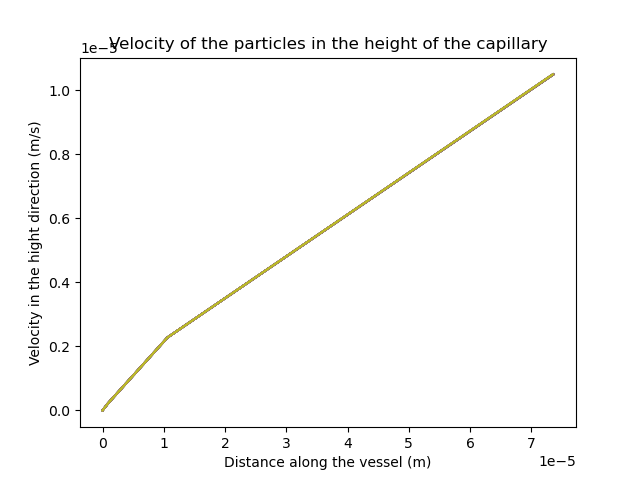 Velocity of the particles in the height of the capillary
1e−5
Velocity in the hight direction (m/s)
1.0
0.8
0.6
0.4
0.2
0.0
0 1 2 3 4 5 6 7
1e−5
Distance along the vessel (m)